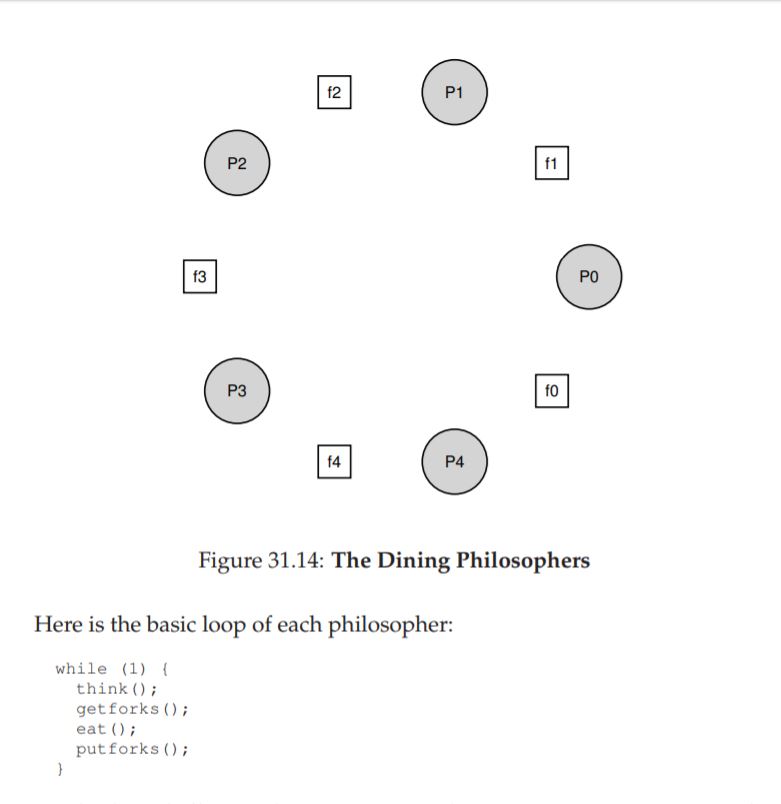 f2
P1
P2
f1
f3
P0
P3
f0
f4
P4
Figure 31.14: The Dining Philosophers
Here is the basic loop of each philosopher:
while (1) {
  think();
  getforks();
  eat();
  putforks();
}